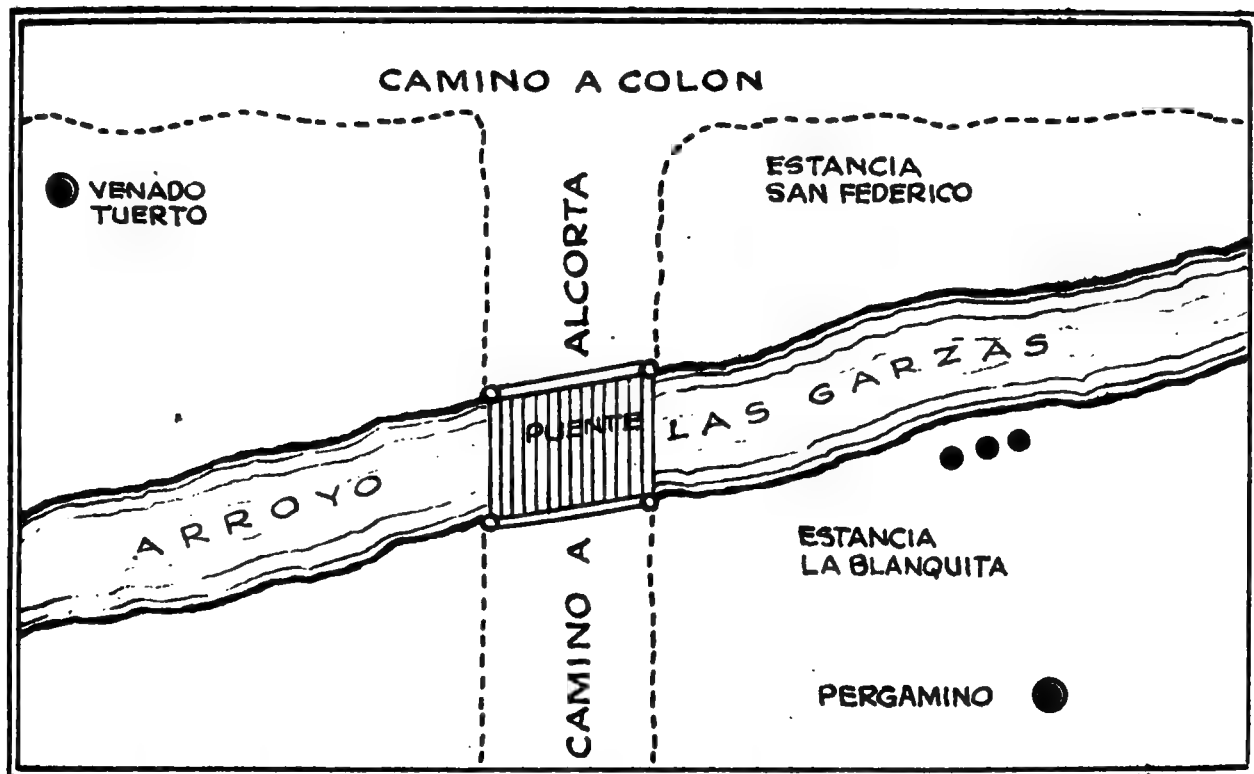 CAMINO A COLON
VENADO
TUERTO
ESTANCIA
SAN FEDERICO
CAMINO A ALCORTA
PUENTE
ARROYO LAS GARZAS
ESTANCIA
LA BLANQUITA
PERGAMINO